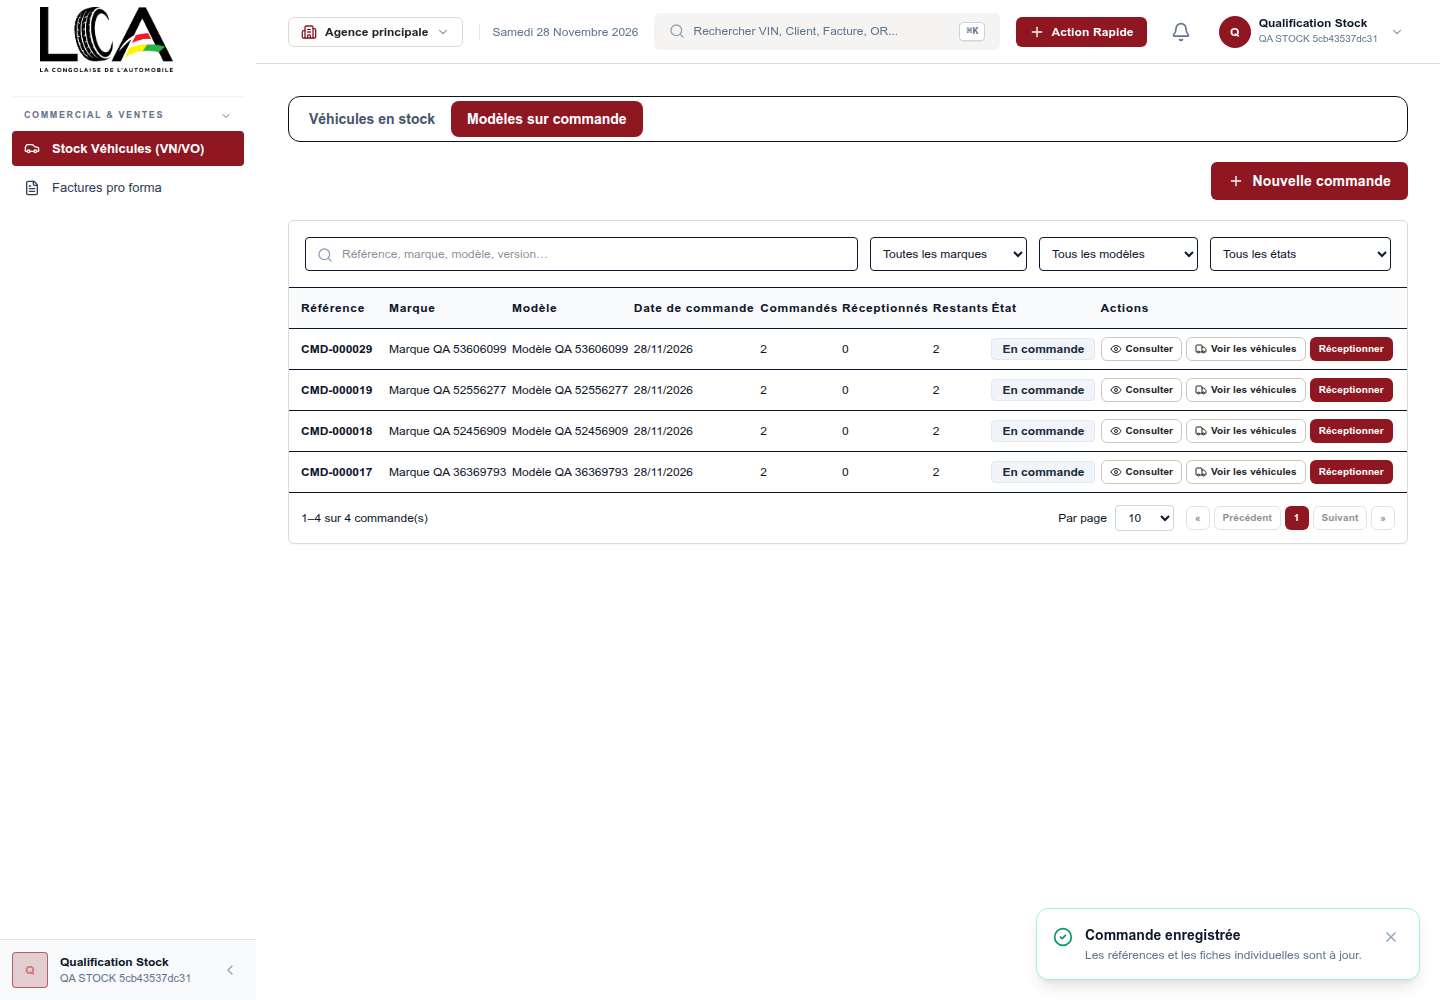 LCA
LA CONGOLAISE DE L'AUTOMOBILE
Agence principale
Samedi 28 Novembre 2026
Rechercher VIN, Client, Facture, OR...
⌘K
Action Rapide
Q
Qualification Stock
QA STOCK 5cb43537dc31
COMMERCIAL & VENTES
Stock Véhicules (VN/VO)
Factures pro forma
Véhicules en stock
Modèles sur commande
Nouvelle commande
Référence, marque, modèle, version...
Toutes les marques
Tous les modèles
Tous les états
Référence Marque Modèle Date de commande Commandés Réceptionnés Restants État Actions
CMD-000029 Marque QA 53606099 Modèle QA 53606099 28/11/2026 2 0 2 En commande Consulter Voir les véhicules Réceptionner
CMD-000019 Marque QA 52556277 Modèle QA 52556277 28/11/2026 2 0 2 En commande Consulter Voir les véhicules Réceptionner
CMD-000018 Marque QA 52456909 Modèle QA 52456909 28/11/2026 2 0 2 En commande Consulter Voir les véhicules Réceptionner
CMD-000017 Marque QA 36369793 Modèle QA 36369793 28/11/2026 2 0 2 En commande Consulter Voir les véhicules Réceptionner
1–4 sur 4 commande(s)
Par page 10 « Précédent 1 Suivant »
Commande enregistrée
Les références et les fiches individuelles sont à jour.
Q
Qualification Stock
QA STOCK 5cb43537dc31